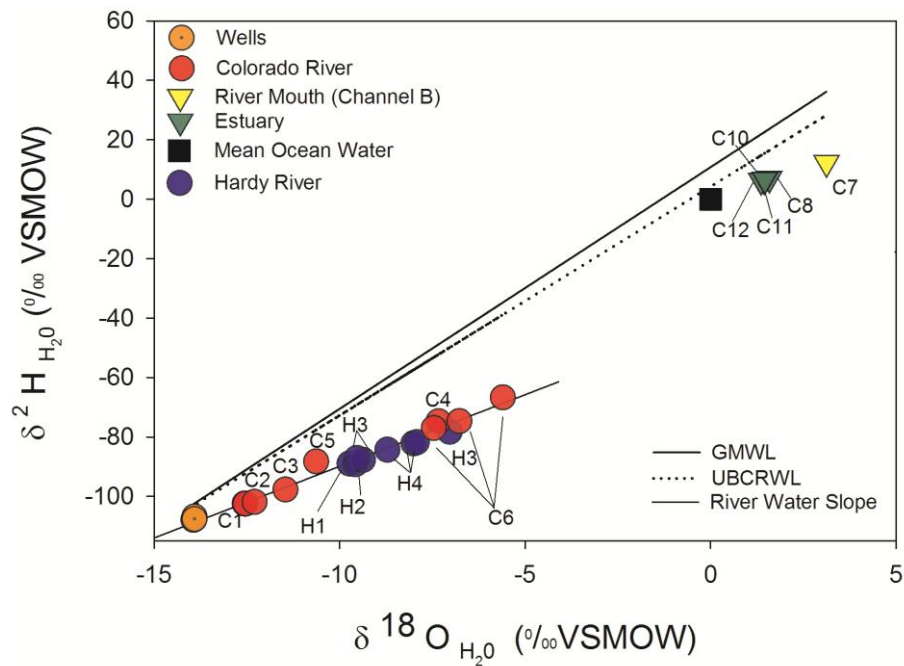 60
40
20
0
-20
-40
-60
-80
-100
δ ² H H₂0 (⁰/₀₀ VSMOW)
Wells
Colorado River
River Mouth (Channel B)
Estuary
Mean Ocean Water
Hardy River
C10
C7
C8
C12
C11
C4
H3
C5
C3
C2
C1
H1
H2
H4
H3
C6
GMWL
UBCRWL
River Water Slope
-15
-10
-5
0
5
δ ¹⁸ O H₂0 (⁰/₀₀ VSMOW)